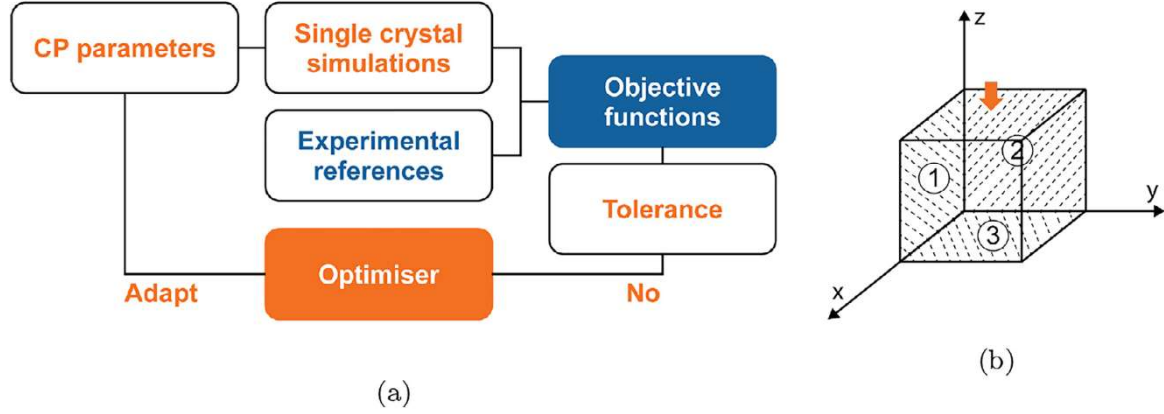 CP parameters
Single crystal
simulations
Experimental
references
Objective
functions
Tolerance
Optimiser
Adapt
No
(a)
z
2
1
y
3
x
(b)